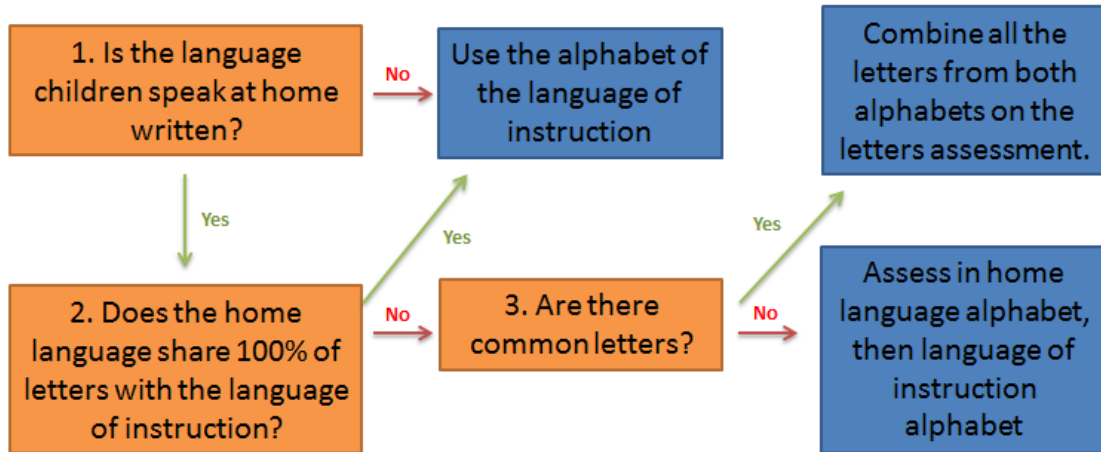 1. Is the language
children speak at home
written?
No
Use the alphabet of
the language of
instruction
Combine all the
letters from both
alphabets on the
letters assessment.
Yes
Yes
Yes
2. Does the home
language share 100% of
letters with the language
of instruction?
No
3. Are there
common letters?
No
Assess in home
language alphabet,
then language of
instruction
alphabet